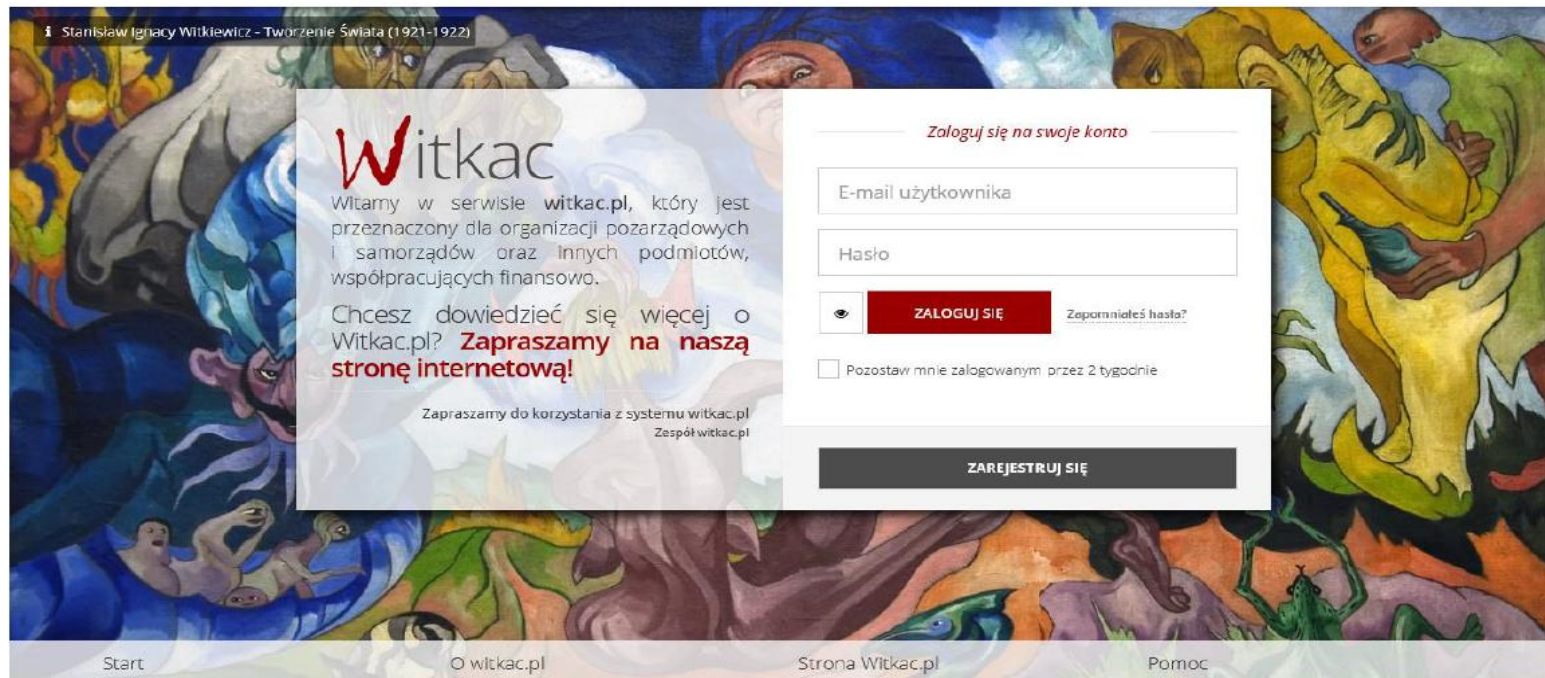 i Stanisław Ignacy Witkiewicz - Tworzenie Świata (1921-1922)
Witkac
Witamy w serwisie witkac.pl, który jest
przeznaczony dla organizacji pozarządowych
i samorządów oraz innych podmiotów,
współpracujących finansowo.
Chcesz dowiedzieć się więcej o
Witkac.pl? Zapraszamy na naszą
stronę internetową!
Zapraszamy do korzystania z systemu witkac.pl
Zespół witkac.pl
Zaloguj się na swoje konto
E-mail użytkownika
Hasło
ZALOGUJ SIĘ
Zapomniałeś hasła?
Pozostaw mnie zalogowanym przez 2 tygodnie
ZAREJESTRUJ SIĘ
Start
O witkac.pl
Strona Witkac.pl
Pomoc